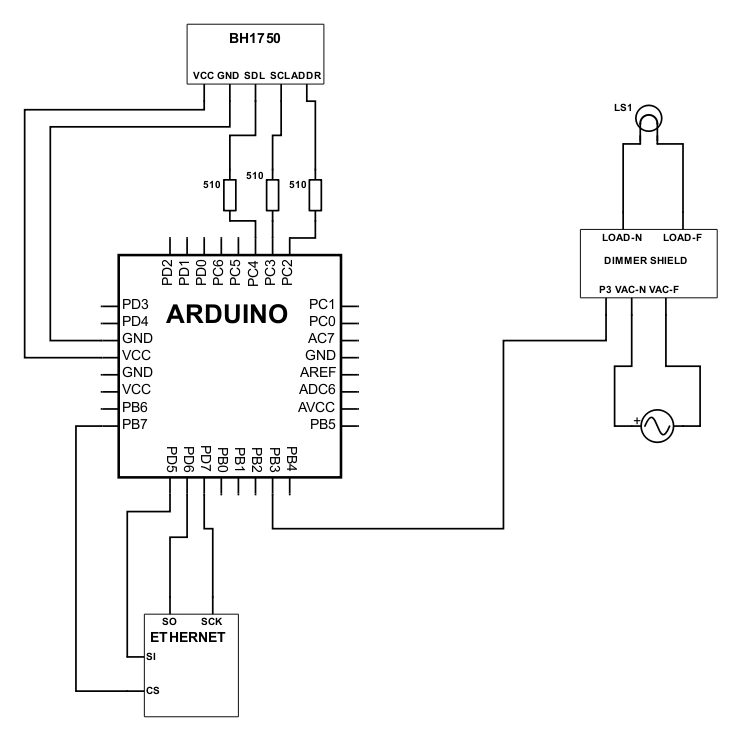 BH1750
VCC GND SDL SCL ADDR
LS1
510 510 510
LOAD-N LOAD-F
DIMMER SHIELD
P3 VAC-N VAC-F
PD2 PD1 PD0 PC6 PC5 PC4 PC3 PC2
ARDUINO
PD3 PC1
PD4 PC0
GND AC7
VCC GND
GND AREF
VCC ADC6
PB6 AVCC
PB7 PB5
+
PD5 PD6 PD7 PB0 PB1 PB2 PB3 PB4
SO SCK
ETHERNET
SI
CS